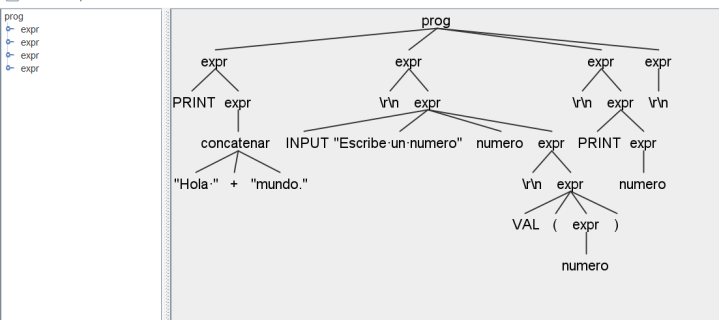 prog
expr
expr
expr
expr
prog
expr expr expr expr
PRINT expr \r\n expr \r\n expr \r\n
concatenar INPUT "Escribe·un·numero" numero expr PRINT expr
"Hola·" + "mundo." \r\n expr numero
VAL ( expr )
numero